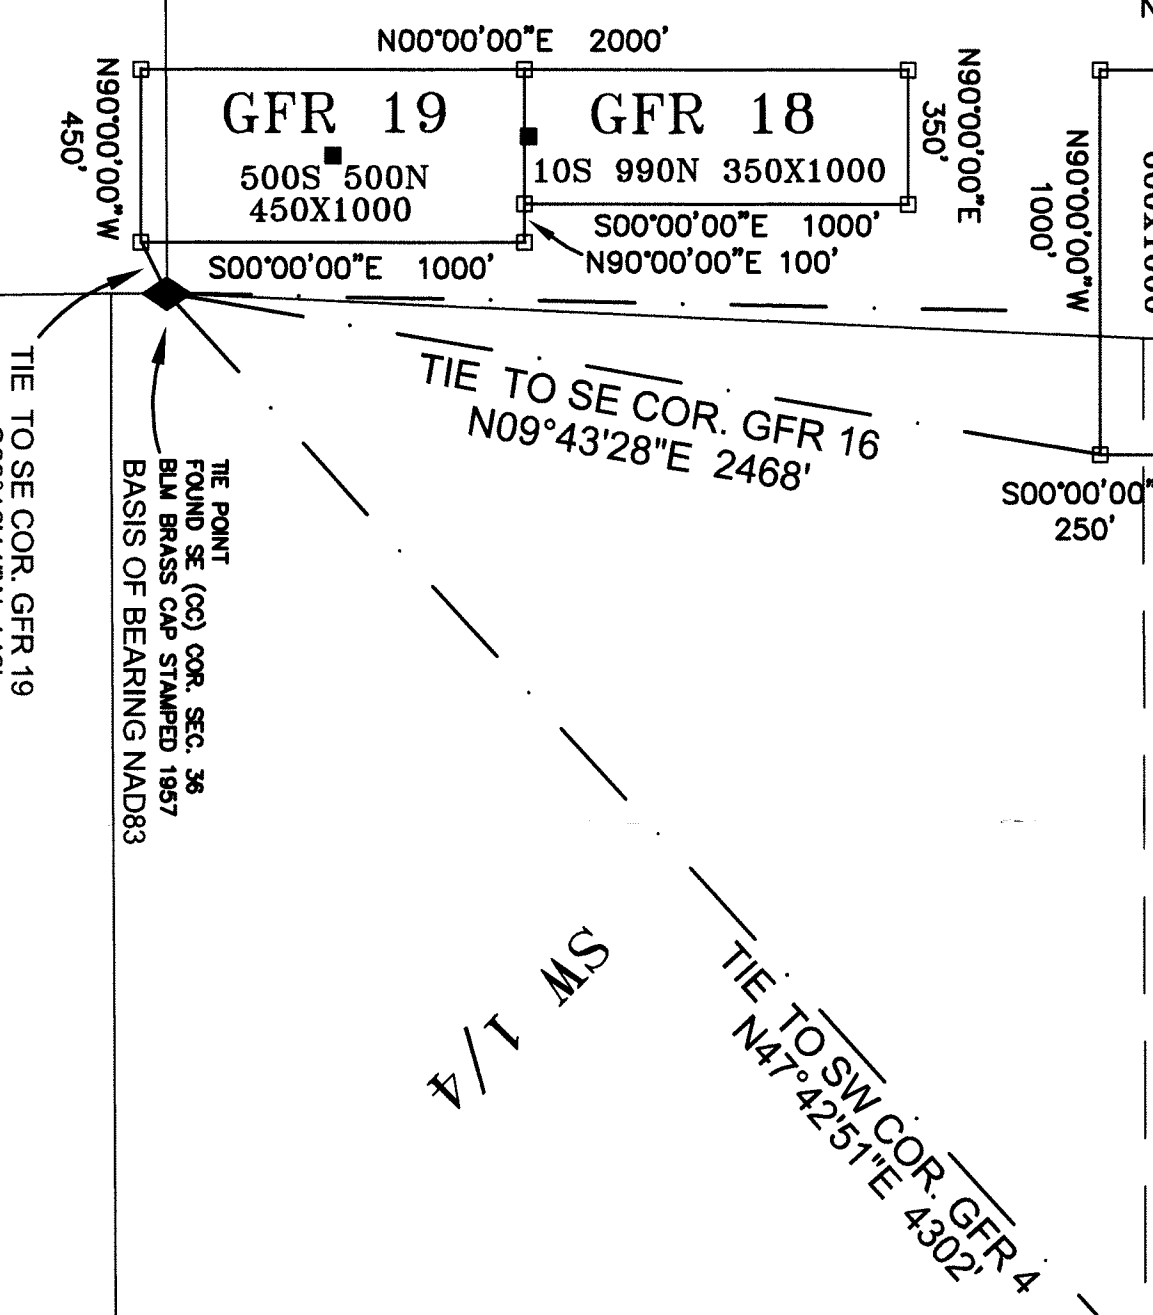 N00°00'00"E 2000'
N90°00'00"W
450'
GFR 19
500S 500N
450X1000
GFR 18
10S 990N 350X1000
N90°00'00"E
350'
S00°00'00"E 1000'
N90°00'00"E 100'
S00°00'00"E 1000'
N90°00'00"W
1000'
TIE TO SE COR. GFR 16
N09°43'28"E 2468'
S00°00'00"
250'
TIE TO SE COR. GFR 19
TIE POINT
FOUND SE (CC) COR. SEC. 36
BLM BRASS CAP STAMPED 1957
BASIS OF BEARING NAD83
SW 1/4
TIE TO SW COR. GFR 4
N47°42'51"E 4302'